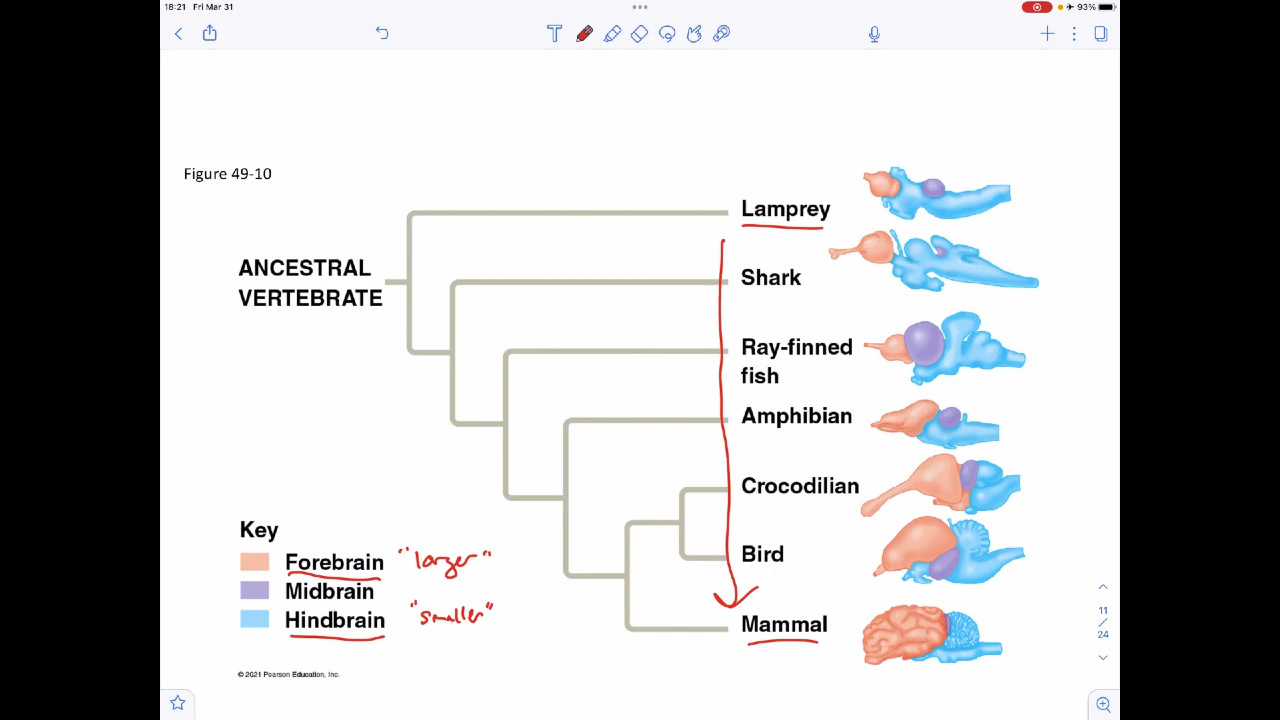 18:21 Fri Mar 31
93%
T
Figure 49-10
Lamprey
ANCESTRAL
VERTEBRATE
Shark
Ray-finned
fish
Amphibian
Crocodilian
Bird
Mammal
Key
Forebrain "larger"
Midbrain
Hindbrain "smaller"
11
/
24
© 2021 Pearson Education, Inc.